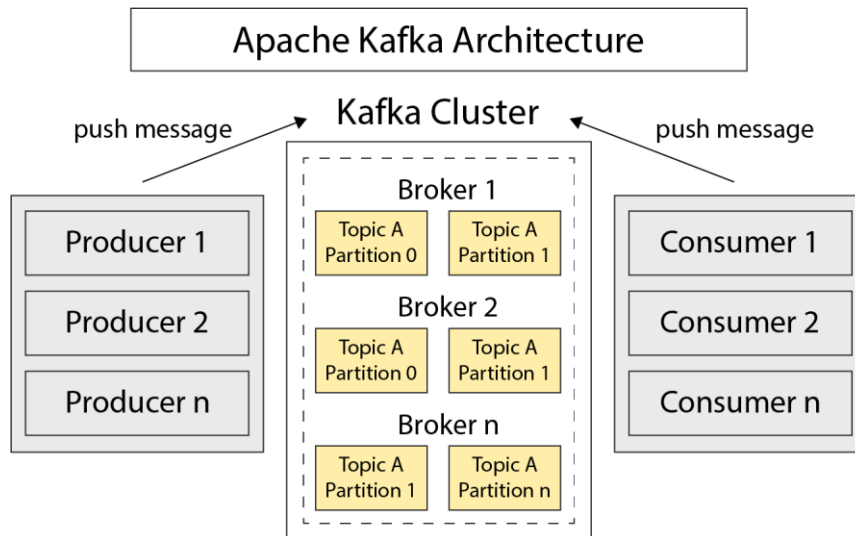 Apache Kafka Architecture
Kafka Cluster
push message
push message
Producer 1
Producer 2
Producer n
Broker 1
Topic A
Partition 0
Topic A
Partition 1
Broker 2
Topic A
Partition 0
Topic A
Partition 1
Broker n
Topic A
Partition 1
Topic A
Partition n
Consumer 1
Consumer 2
Consumer n